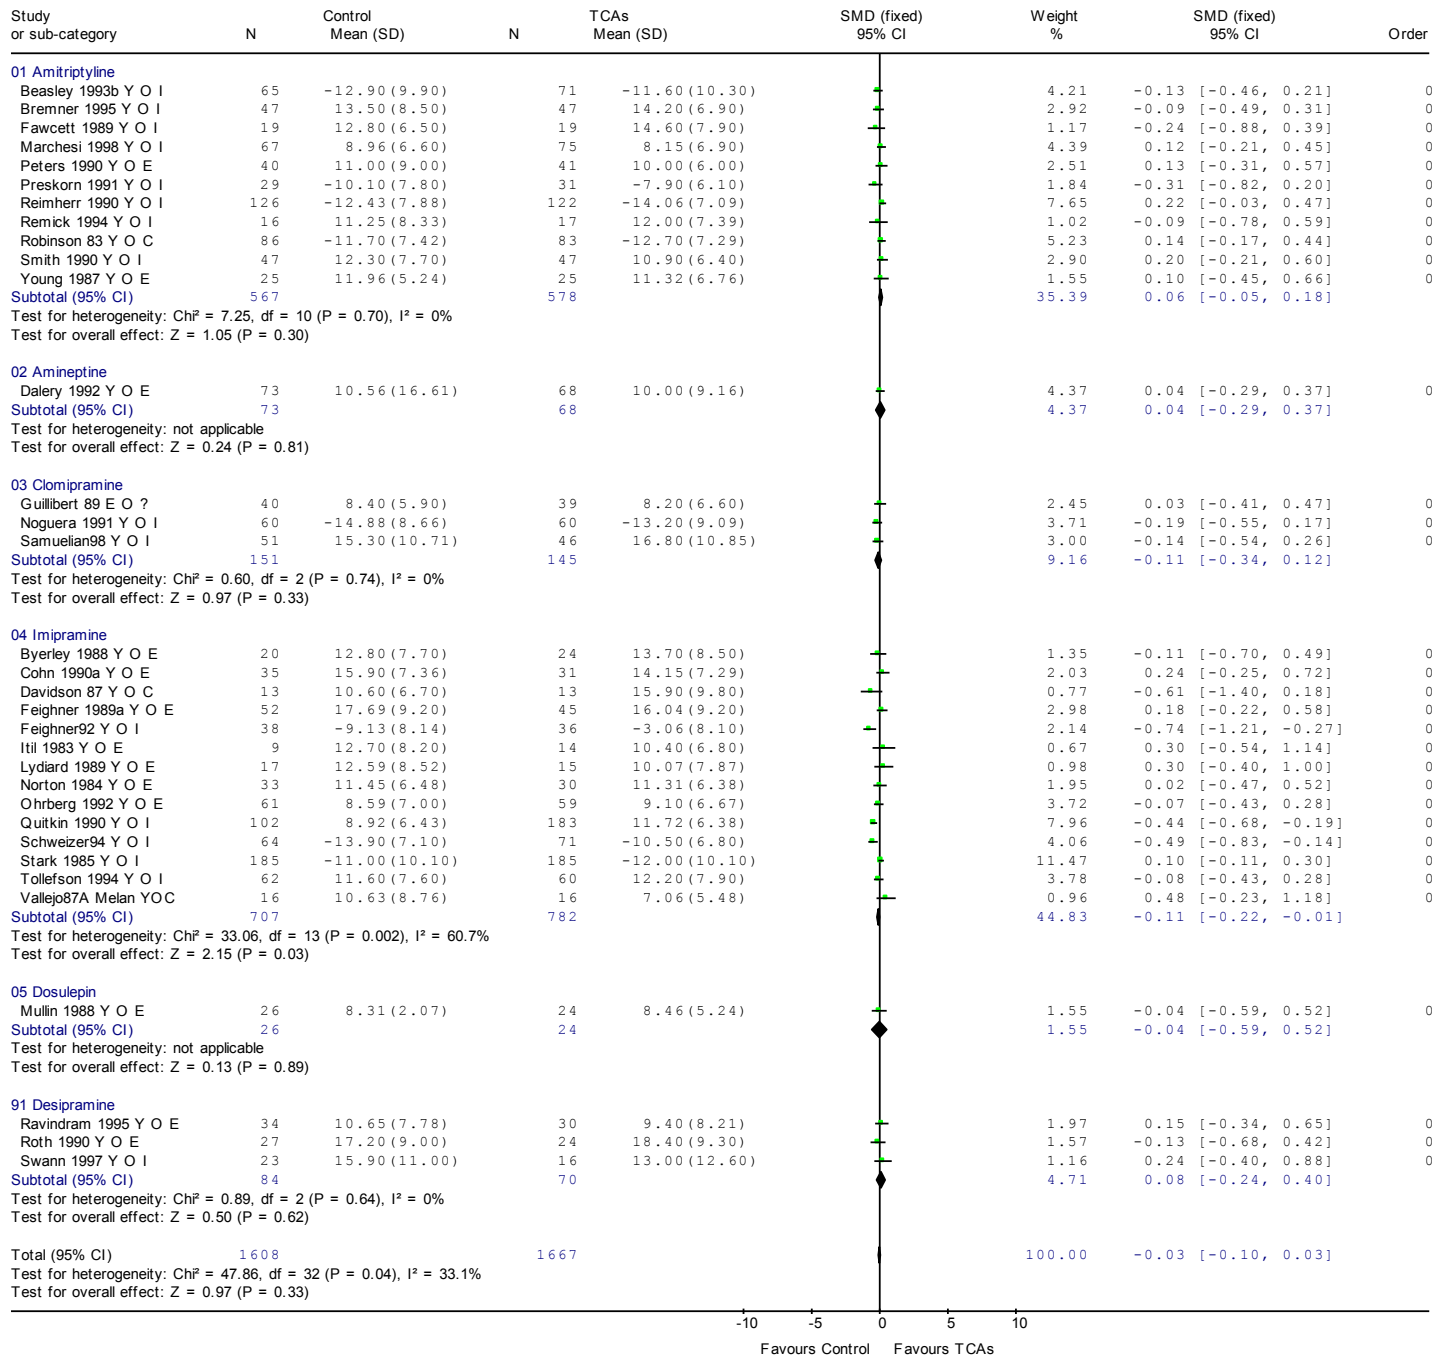 Study Control TCAs SMD (fixed) Weight SMD (fixed)
or sub-category N Mean (SD) N Mean (SD) 95% CI % 95% CI Order
01 Amitriptyline
Beasley 1993b Y O I 65 -12.90(9.90) 71 -11.60(10.30) 4.21 -0.13 [-0.46, 0.21] 0
Bremner 1995 Y O I 47 13.50(8.50) 47 14.20(6.90) 2.92 -0.09 [-0.49, 0.31] 0
Fawcett 1989 Y O I 19 12.80(6.50) 19 14.60(7.90) 1.17 -0.24 [-0.88, 0.39] 0
Marchesi 1998 Y O I 67 8.96(6.60) 75 8.15(6.90) 4.39 0.12 [-0.21, 0.45] 0
Peters 1990 Y O E 40 11.00(9.00) 41 10.00(6.00) 2.51 0.13 [-0.31, 0.57] 0
Preskorn 1991 Y O I 29 -10.10(7.80) 31 -7.90(6.10) 1.84 -0.31 [-0.82, 0.20] 0
Reimherr 1990 Y O I 126 -12.43(7.88) 122 -14.06(7.09) 7.65 0.22 [-0.03, 0.47] 0
Remick 1994 Y O I 16 11.25(8.33) 17 12.00(7.39) 1.02 -0.09 [-0.78, 0.59] 0
Robinson 83 Y O C 86 -11.70(7.42) 83 -12.70(7.29) 5.23 0.14 [-0.17, 0.44] 0
Smith 1990 Y O I 47 12.30(7.70) 47 10.90(6.40) 2.90 0.20 [-0.21, 0.60] 0
Young 1987 Y O E 25 11.96(5.24) 25 11.32(6.76) 1.55 0.10 [-0.45, 0.66] 0
Subtotal (95% CI) 567 578 35.39 0.06 [-0.05, 0.18]
Test for heterogeneity: Chi² = 7.25, df = 10 (P = 0.70), I² = 0%
Test for overall effect: Z = 1.05 (P = 0.30)
02 Amineptine
Dalery 1992 Y O E 73 10.56(16.61) 68 10.00(9.16) 4.37 0.04 [-0.29, 0.37] 0
Subtotal (95% CI) 73 68 4.37 0.04 [-0.29, 0.37]
Test for heterogeneity: not applicable
Test for overall effect: Z = 0.24 (P = 0.81)
03 Clomipramine
Guillibert 89 E O ? 40 8.40(5.90) 39 8.20(6.60) 2.45 0.03 [-0.41, 0.47] 0
Noguera 1991 Y O I 60 -14.88(8.66) 60 -13.20(9.09) 3.71 -0.19 [-0.55, 0.17] 0
Samuelian98 Y O I 51 15.30(10.71) 46 16.80(10.85) 3.00 -0.14 [-0.54, 0.26] 0
Subtotal (95% CI) 151 145 9.16 -0.11 [-0.34, 0.12]
Test for heterogeneity: Chi² = 0.60, df = 2 (P = 0.74), I² = 0%
Test for overall effect: Z = 0.97 (P = 0.33)
04 Imipramine
Byerley 1988 Y O E 20 12.80(7.70) 24 13.70(8.50) 1.35 -0.11 [-0.70, 0.49] 0
Cohn 1990a Y O E 35 15.90(7.36) 31 14.15(7.29) 2.03 0.24 [-0.25, 0.72] 0
Davidson 87 Y O C 13 10.60(6.70) 13 15.90(9.80) 0.77 -0.61 [-1.40, 0.18] 0
Feighner 1989a Y O E 52 17.69(9.20) 45 16.04(9.20) 2.98 0.18 [-0.22, 0.58] 0
Feighner92 Y O I 38 -9.13(8.14) 36 -3.06(8.10) 2.14 -0.74 [-1.21, -0.27] 0
Itil 1983 Y O E 9 12.70(8.20) 14 10.40(6.80) 0.67 0.30 [-0.54, 1.14] 0
Lydiard 1989 Y O E 17 12.59(8.52) 15 10.07(7.87) 0.98 0.30 [-0.40, 1.00] 0
Norton 1984 Y O E 33 11.45(6.48) 30 11.31(6.38) 1.95 0.02 [-0.47, 0.52] 0
Ohrberg 1992 Y O E 61 8.59(7.00) 59 9.10(6.67) 3.72 -0.07 [-0.43, 0.28] 0
Quitkin 1990 Y O I 102 8.92(6.43) 183 11.72(6.38) 7.96 -0.44 [-0.68, -0.19] 0
Schweizer94 Y O I 64 -13.90(7.10) 71 -10.50(6.80) 4.06 -0.49 [-0.83, -0.14] 0
Stark 1985 Y O I 185 -11.00(10.10) 185 -12.00(10.10) 11.47 0.10 [-0.11, 0.30] 0
Tollefson 1994 Y O I 62 11.60(7.60) 60 12.20(7.90) 3.78 -0.08 [-0.43, 0.28] 0
Vallejo87A Melan YOC 16 10.63(8.76) 16 7.06(5.48) 0.96 0.48 [-0.23, 1.18] 0
Subtotal (95% CI) 707 782 44.83 -0.11 [-0.22, -0.01]
Test for heterogeneity: Chi² = 33.06, df = 13 (P = 0.002), I² = 60.7%
Test for overall effect: Z = 2.15 (P = 0.03)
05 Dosulepin
Mullin 1988 Y O E 26 8.31(2.07) 24 8.46(5.24) 1.55 -0.04 [-0.59, 0.52] 0
Subtotal (95% CI) 26 24 1.55 -0.04 [-0.59, 0.52]
Test for heterogeneity: not applicable
Test for overall effect: Z = 0.13 (P = 0.89)
91 Desipramine
Ravindram 1995 Y O E 34 10.65(7.78) 30 9.40(8.21) 1.97 0.15 [-0.34, 0.65] 0
Roth 1990 Y O E 27 17.20(9.00) 24 18.40(9.30) 1.57 -0.13 [-0.68, 0.42] 0
Swann 1997 Y O I 23 15.90(11.00) 16 13.00(12.60) 1.16 0.24 [-0.40, 0.88] 0
Subtotal (95% CI) 84 70 4.71 0.08 [-0.24, 0.40]
Test for heterogeneity: Chi² = 0.89, df = 2 (P = 0.64), I² = 0%
Test for overall effect: Z = 0.50 (P = 0.62)
Total (95% CI) 1608 1667 100.00 -0.03 [-0.10, 0.03]
Test for heterogeneity: Chi² = 47.86, df = 32 (P = 0.04), I² = 33.1%
Test for overall effect: Z = 0.97 (P = 0.33)
-10 -5 0 5 10
Favours Control Favours TCAs